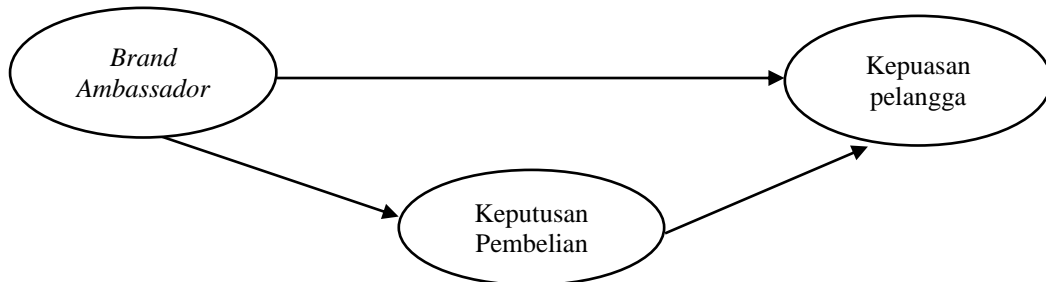 Brand
Ambassador
Kepuasan
pelangga
Keputusan
Pembelian